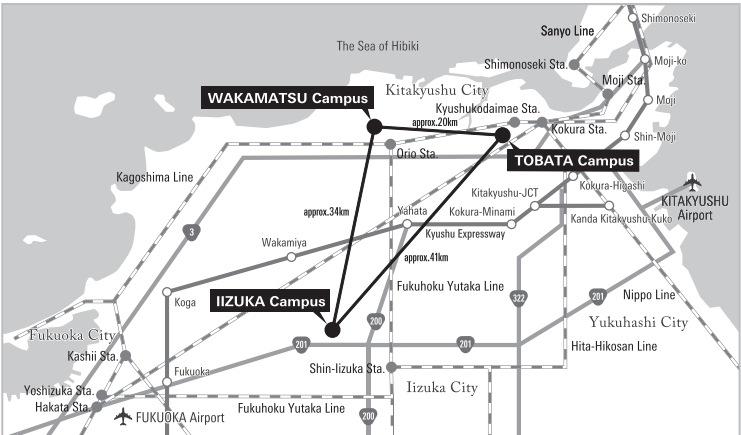 Sanyo Line
Shimonoseki
The Sea of Hibiki
Shimonoseki Sta.
Moji-ko
Moji Sta.
Kitakyushu City
WAKAMATSU Campus
Kyushukodaimae Sta.
Moji
approx.20km
Kokura Sta.
Shin-Moji
Orio Sta.
TOBATA Campus
Kagoshima Line
Kokura-Higashi
Kitakyushu-JCT
KITAKYUSHU
Airport
approx.34km
Yahata
Kokura-Minami
Kanda Kitakyushu-Kuko
3
Kyushu Expressway
Wakamiya
approx.41km
Koga
IIZUKA Campus
Fukuhoku Yutaka Line
322
201
Nippo Line
200
Yukuhashi City
Fukuoka City
201
201
Hita-Hikosan Line
Kashii Sta.
Shin-Iizuka Sta.
Fukuoka
Iizuka City
Yoshizuka Sta.
Hakata Sta.
FUKUOKA Airport
Fukuhoku Yutaka Line
200